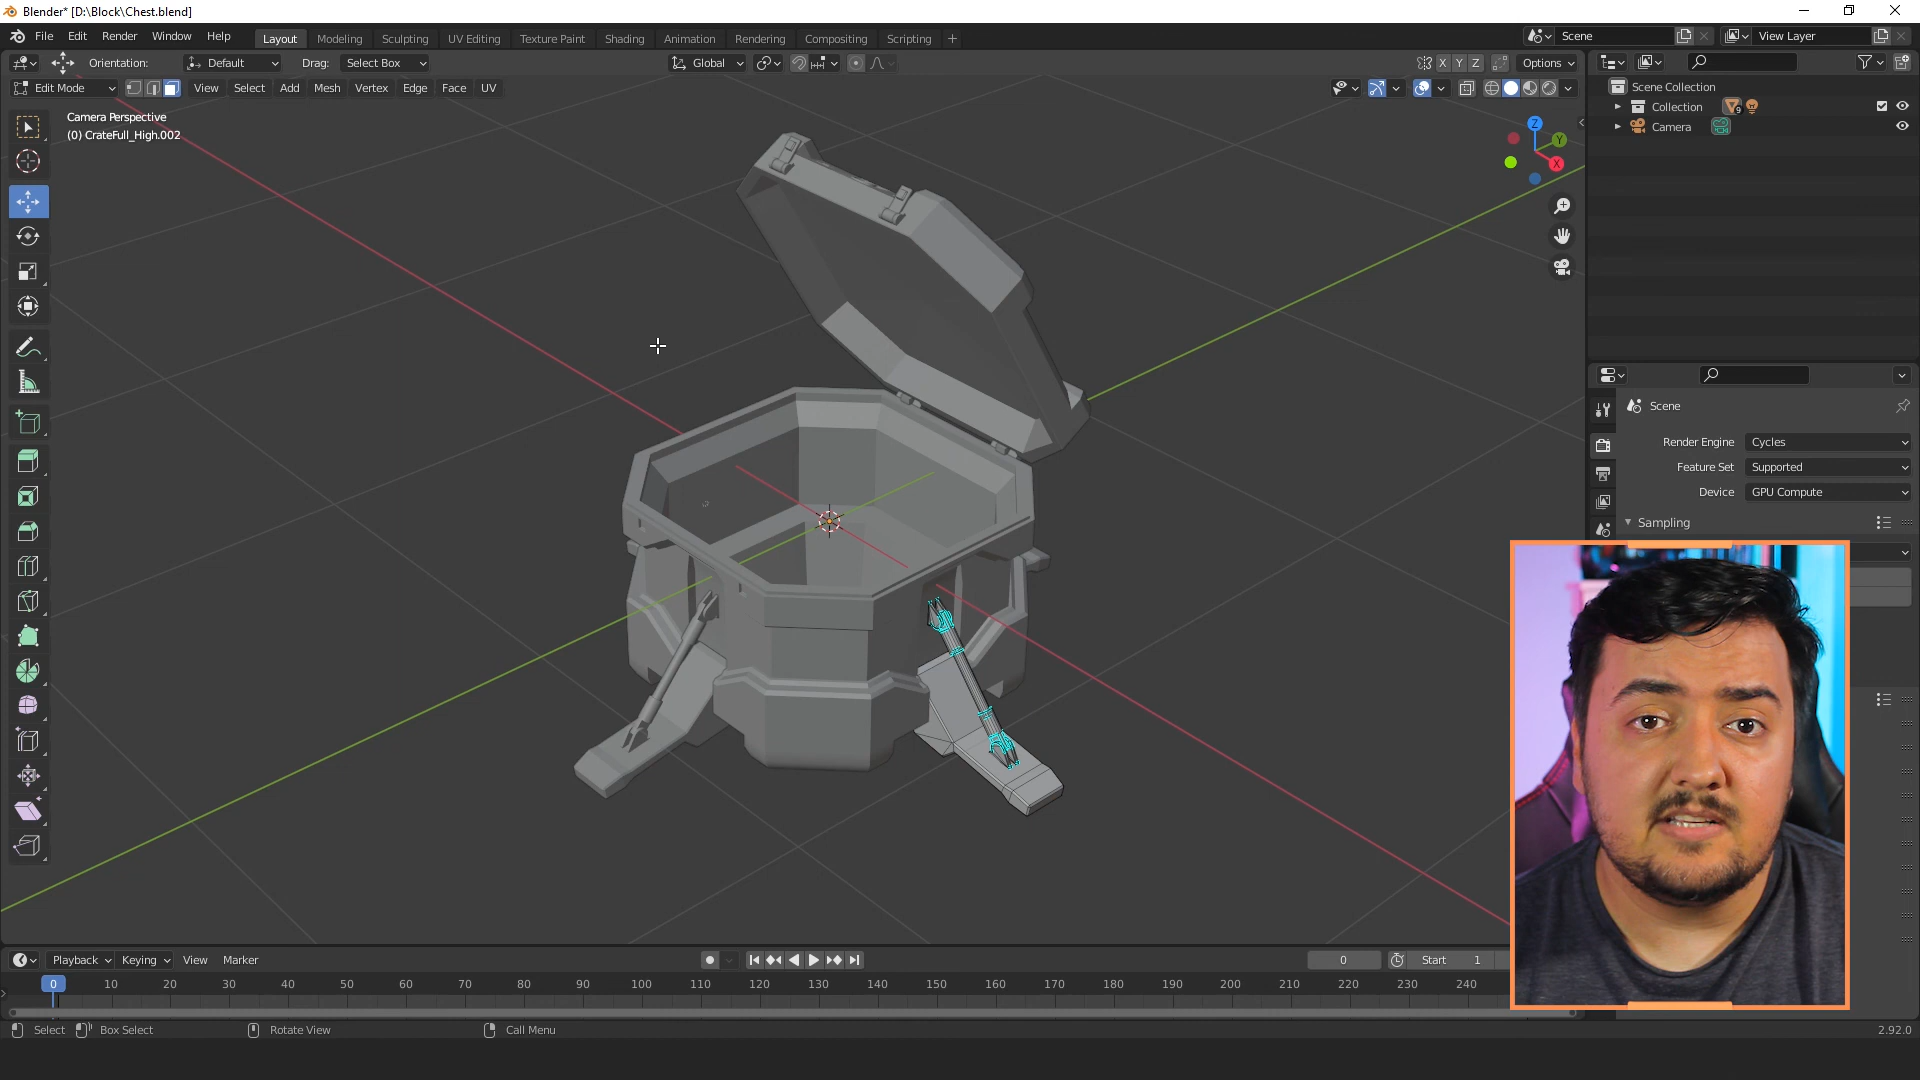 Blender* [D:\Block\Chest.blend]
File Edit Render Window Help
Layout Modeling Sculpting UV Editing Texture Paint Shading Animation Rendering Compositing Scripting +
Scene
View Layer
Orientation: Default Drag: Select Box
Global
X Y Z Options
Edit Mode View Select Add Mesh Vertex Edge Face UV
Camera Perspective
(0) CrateFull_High.002
Z
Y
X
Scene Collection
Collection 9
Camera
Scene
Render Engine Cycles
Feature Set Supported
Device GPU Compute
Sampling
Playback Keying View Marker
0 Start 1
0 10 20 30 40 50 60 70 80 90 100 110 120 130 140 150 160 170 180 190 200 210 220 230 240
Select Box Select Rotate View Call Menu
2.92.0